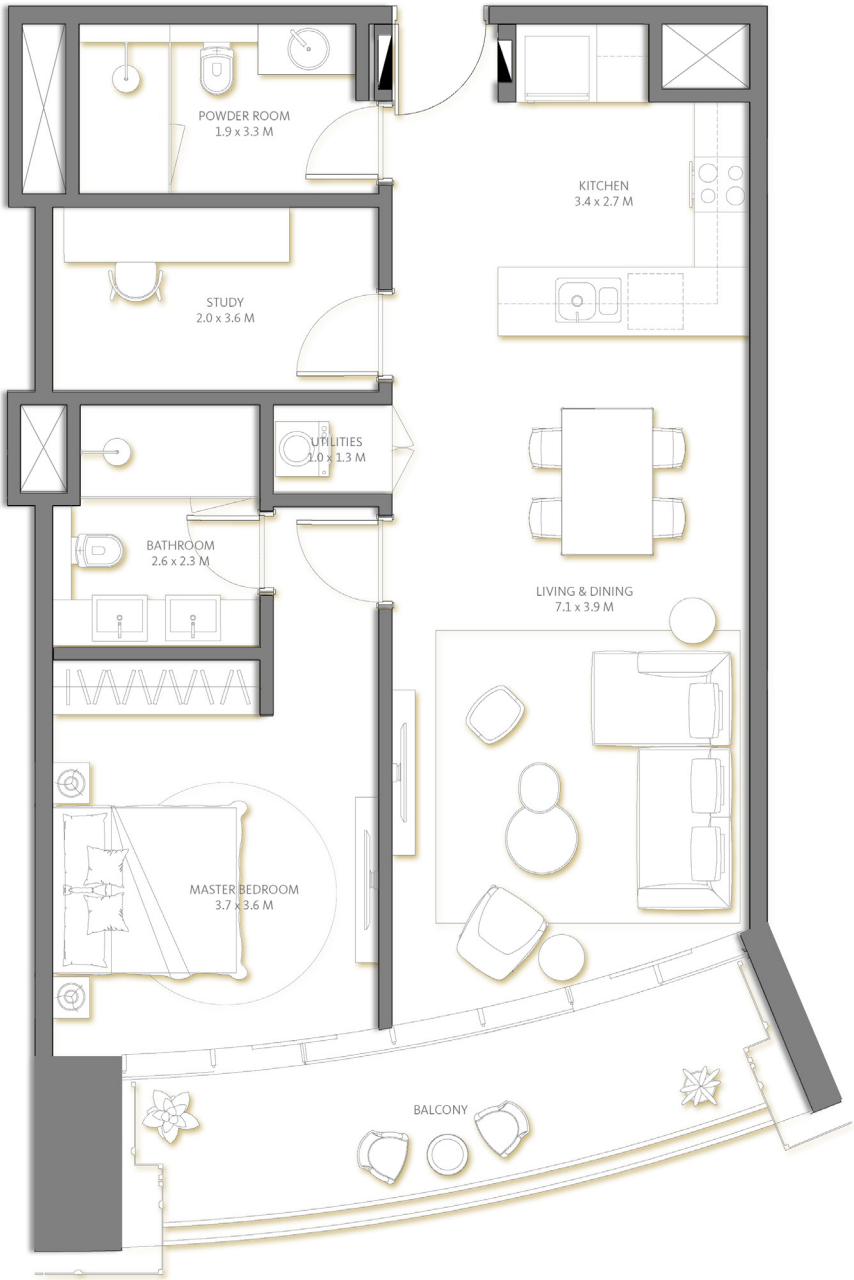 POWDER ROOM
1.9 x 3.3 M
KITCHEN
3.4 x 2.7 M
STUDY
2.0 x 3.6 M
UTILITIES
1.0 x 1.3 M
BATHROOM
2.6 x 2.3 M
LIVING & DINING
7.1 x 3.9 M
MASTER BEDROOM
3.7 x 3.6 M
BALCONY